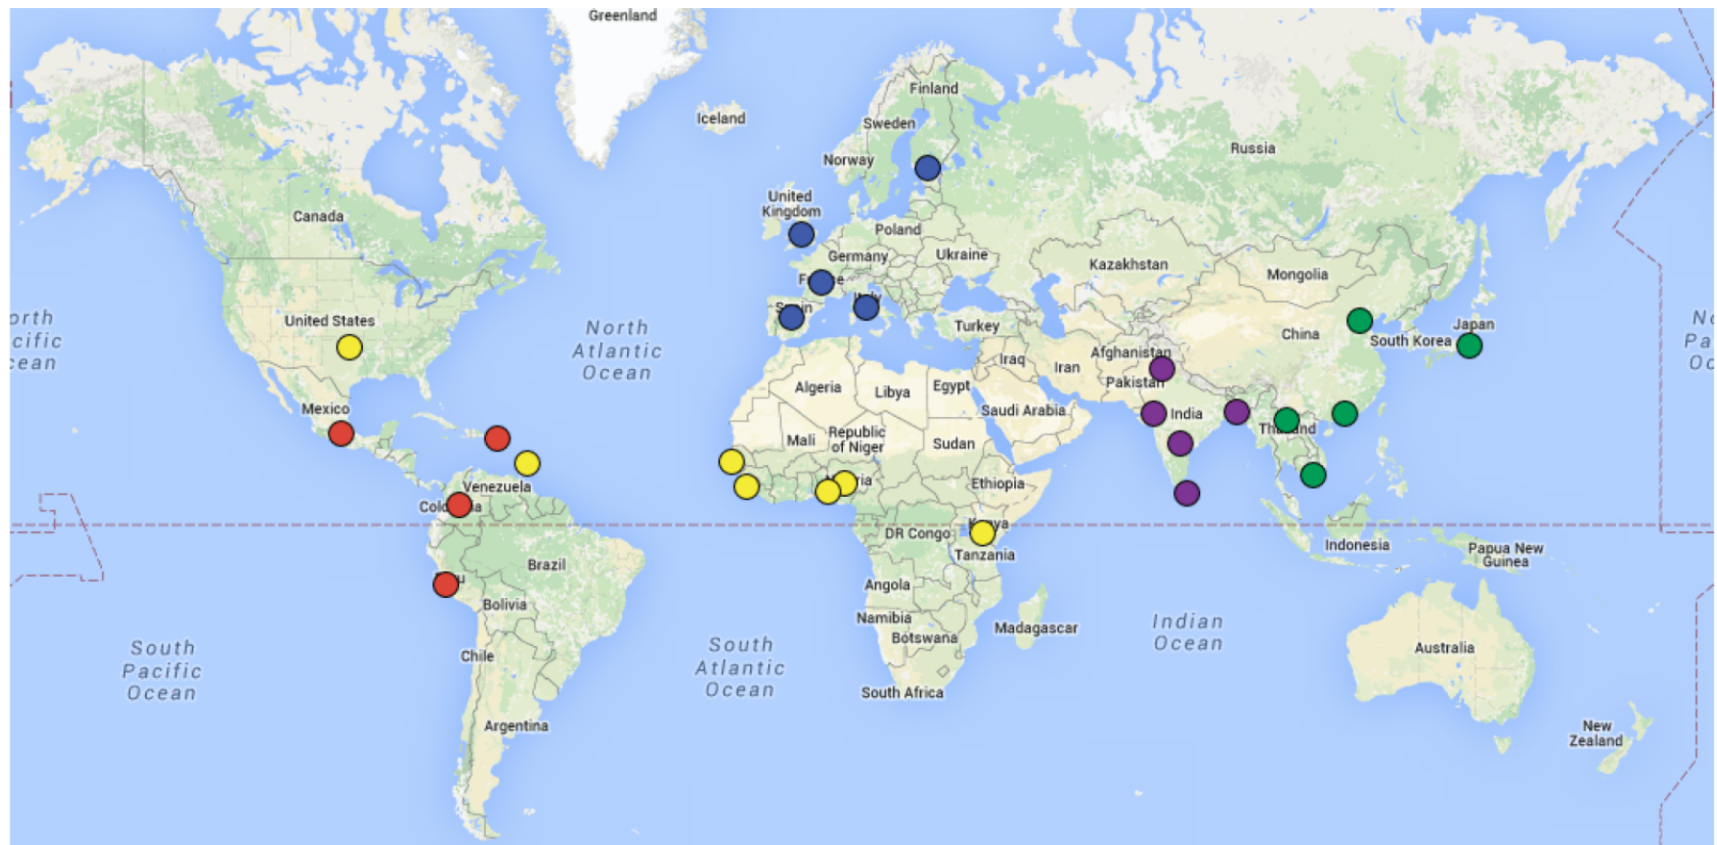 Greenland
Finland
Iceland
Sweden
Russia
Norway
United
Kingdom
Canada
Poland
Germany
Ukraine
Kazakhstan
Mongolia
North
Atlantic
Ocean
United States
Turkey
China
Japan
South Korea
Afghanistan
Iraq
Iran
Pakistan
Algeria
Libya
Egypt
Saudi Arabia
India
Mexico
Mali
Republic
of Niger
Sudan
Venezuela
Ethiopia
DR Congo
Tanzania
Indonesia
Papua New
Guinea
Brazil
Angola
Bolivia
Namibia
Botswana
Madagascar
Indian
Ocean
South
Pacific
Ocean
South
Atlantic
Ocean
Chile
Australia
South Africa
Argentina
New
Zealand